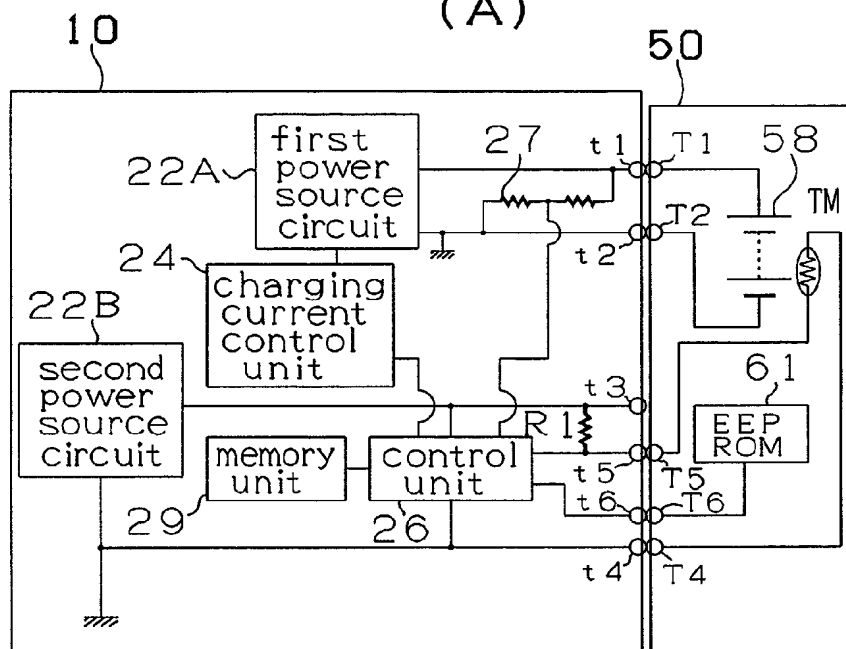 (A)
10
50
first
power
source
circuit
22A
27
t1
T1
58
T2
t2
TM
24
charging
current
control
unit
22B
second
power
source
circuit
t3
R1
61
EEP
ROM
memory
unit
control
unit
t5
T5
29
26
t6
T6
t4
T4